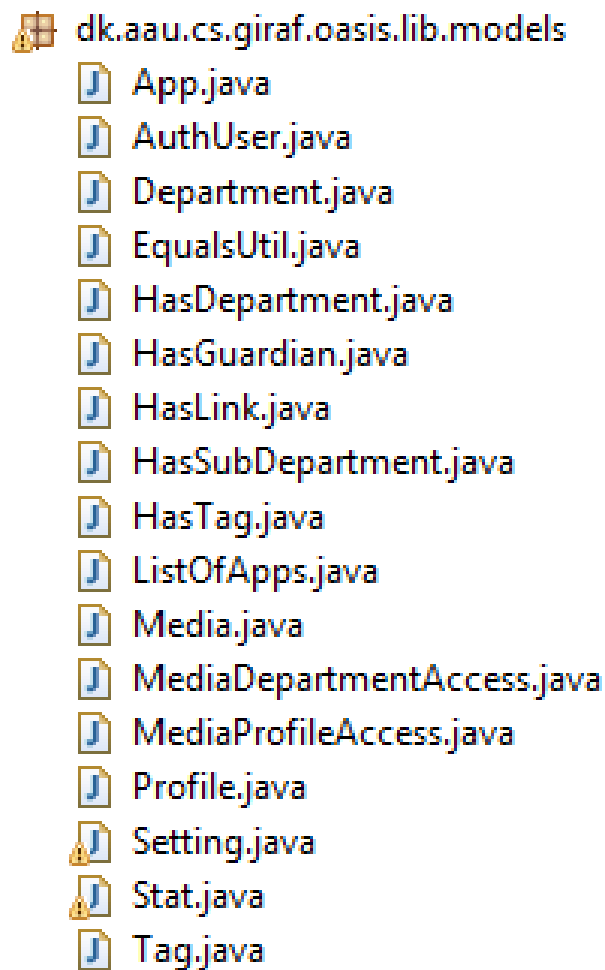 dk.aau.cs.giraf.oasis.lib.models
App.java
AuthUser.java
Department.java
EqualsUtil.java
HasDepartment.java
HasGuardian.java
HasLink.java
HasSubDepartment.java
HasTag.java
ListOfApps.java
Media.java
MediaDepartmentAccess.java
MediaProfileAccess.java
Profile.java
Setting.java
Stat.java
Tag.java